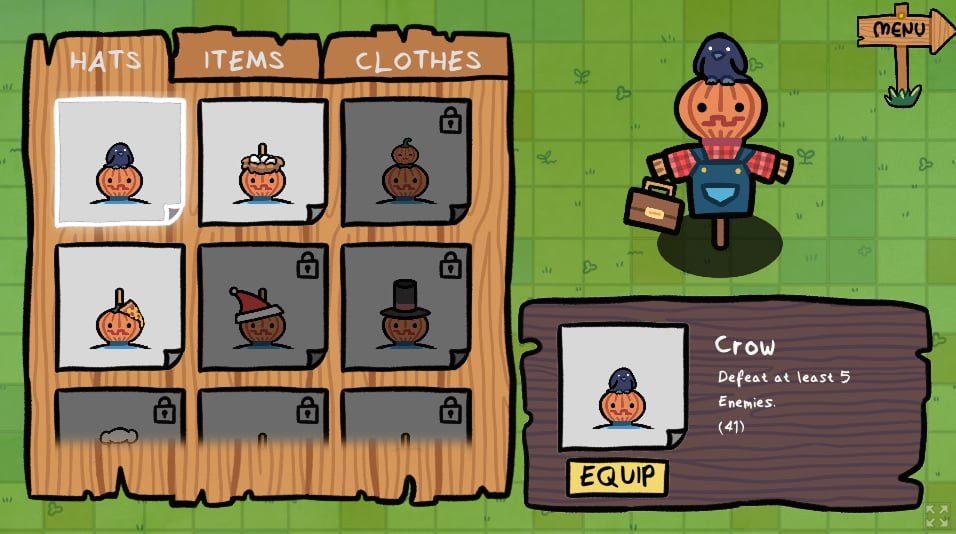 HATS
ITEMS
CLOTHES
MENU
Crow
Defeat at least 5
Enemies.
(41)
EQUIP